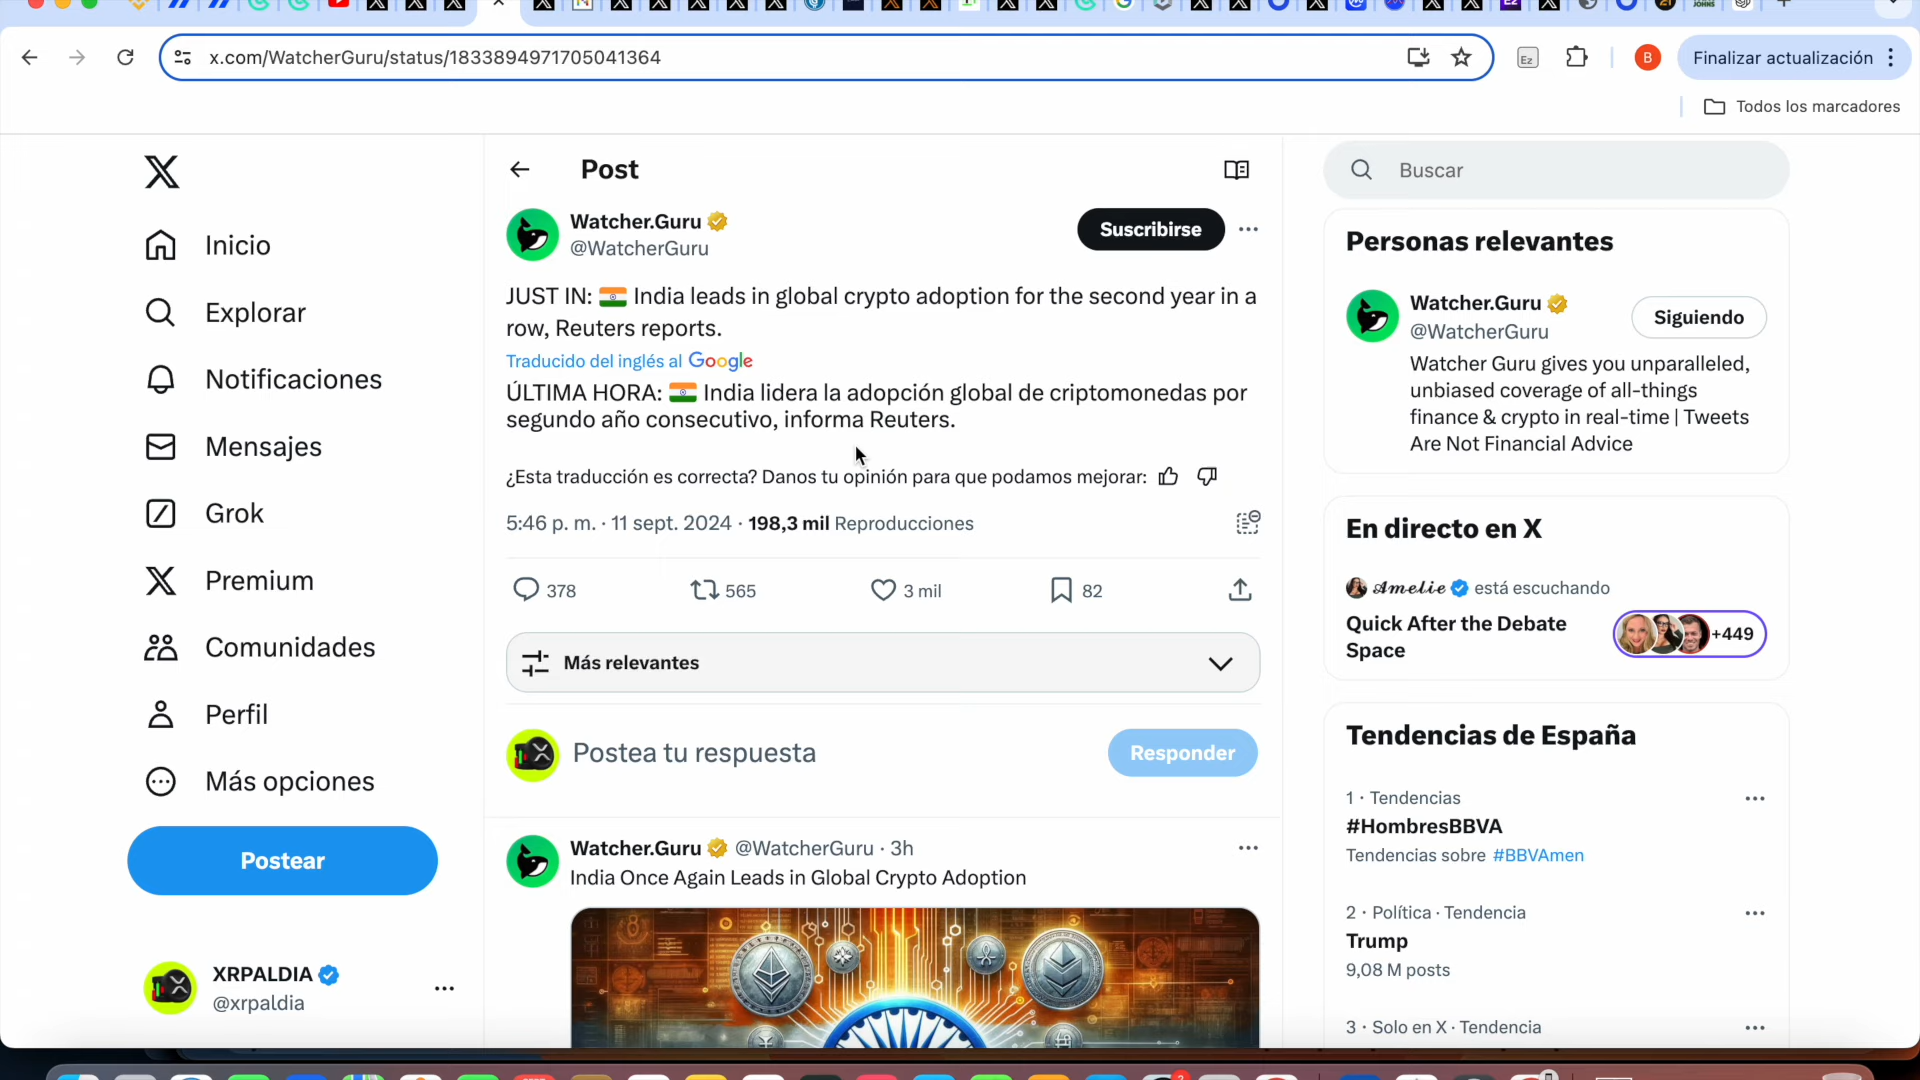 x.com/WatcherGuru/status/1833894971705041364
Ez
B
Finalizar actualización
Todos los marcadores
Inicio
Explorar
Notificaciones
Mensajes
Grok
Premium
Comunidades
Perfil
Más opciones
Postear
XRPALDIA
@xrpaldia
Post
Watcher.Guru
@WatcherGuru
Suscribirse
JUST IN: 🇮🇳 India leads in global crypto adoption for the second year in a
row, Reuters reports.
Traducido del inglés al Google
ÚLTIMA HORA: 🇮🇳 India lidera la adopción global de criptomonedas por
segundo año consecutivo, informa Reuters.
¿Esta traducción es correcta? Danos tu opinión para que podamos mejorar:
5:46 p. m. · 11 sept. 2024 · 198,3 mil Reproducciones
378 565 3 mil 82
Más relevantes
Postea tu respuesta
Responder
Watcher.Guru @WatcherGuru · 3h
India Once Again Leads in Global Crypto Adoption
Buscar
Personas relevantes
Watcher.Guru
@WatcherGuru
Siguiendo
Watcher Guru gives you unparalleled,
unbiased coverage of all-things
finance & crypto in real-time | Tweets
Are Not Financial Advice
En directo en X
𝓐𝓶𝓮𝓵𝓲𝓮 está escuchando
Quick After the Debate
Space
+449
Tendencias de España
1 · Tendencias
#HombresBBVA
Tendencias sobre #BBVAmen
2 · Política · Tendencia
Trump
9,08 M posts
3 · Solo en X · Tendencia